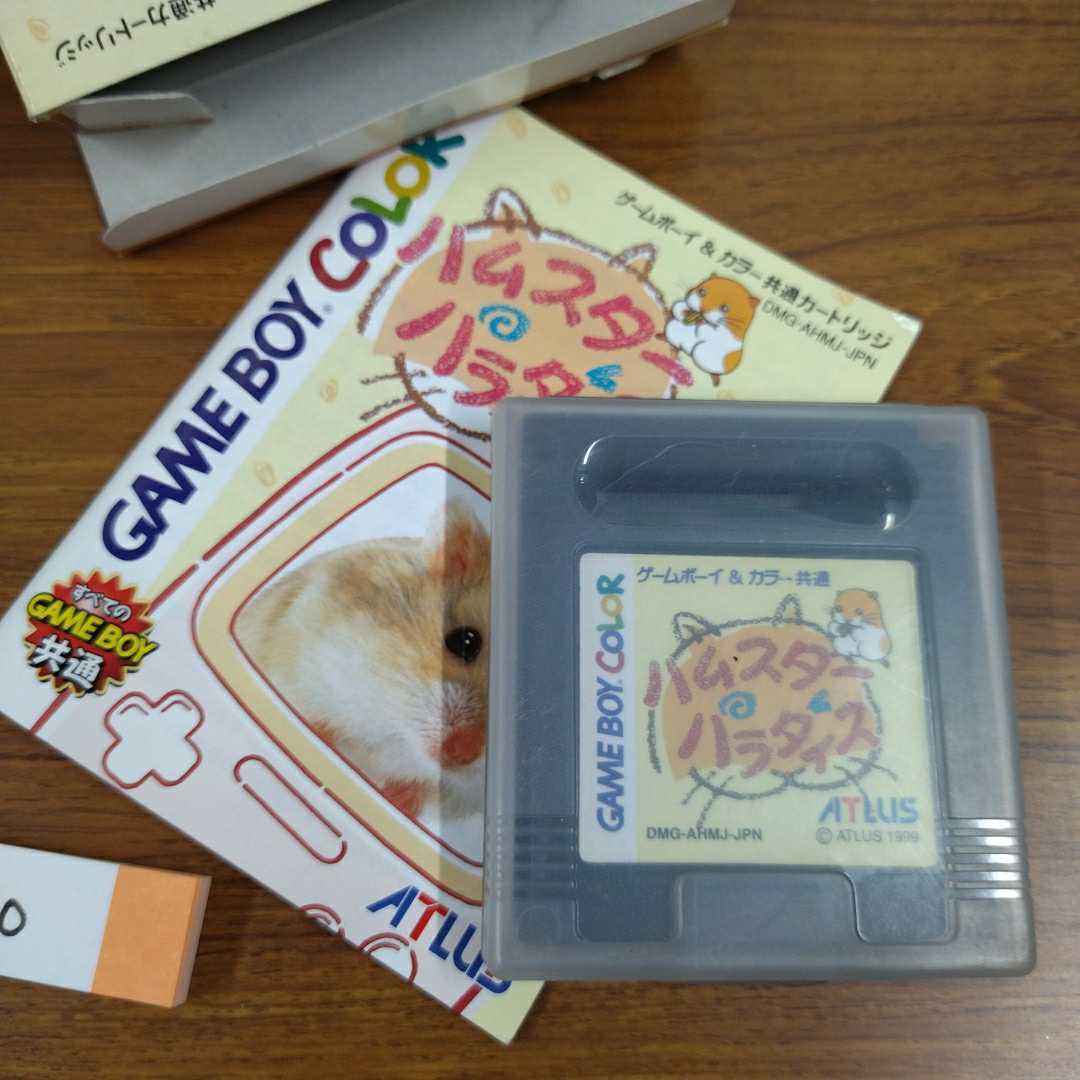 共通カートリッジ
GAME BOY COLOR
ゲームボーイ & カラー共通カートリッジ
DMG-AHMJ-JPN
ハムスター
パラダ
すべての
GAME BOY
共通
ATLUS
ゲームボーイ & カラー共通
GAME BOY COLOR
ハムスター
パラダイス
ATLUS
DMG-AHMJ-JPN
© ATLUS 1999
0